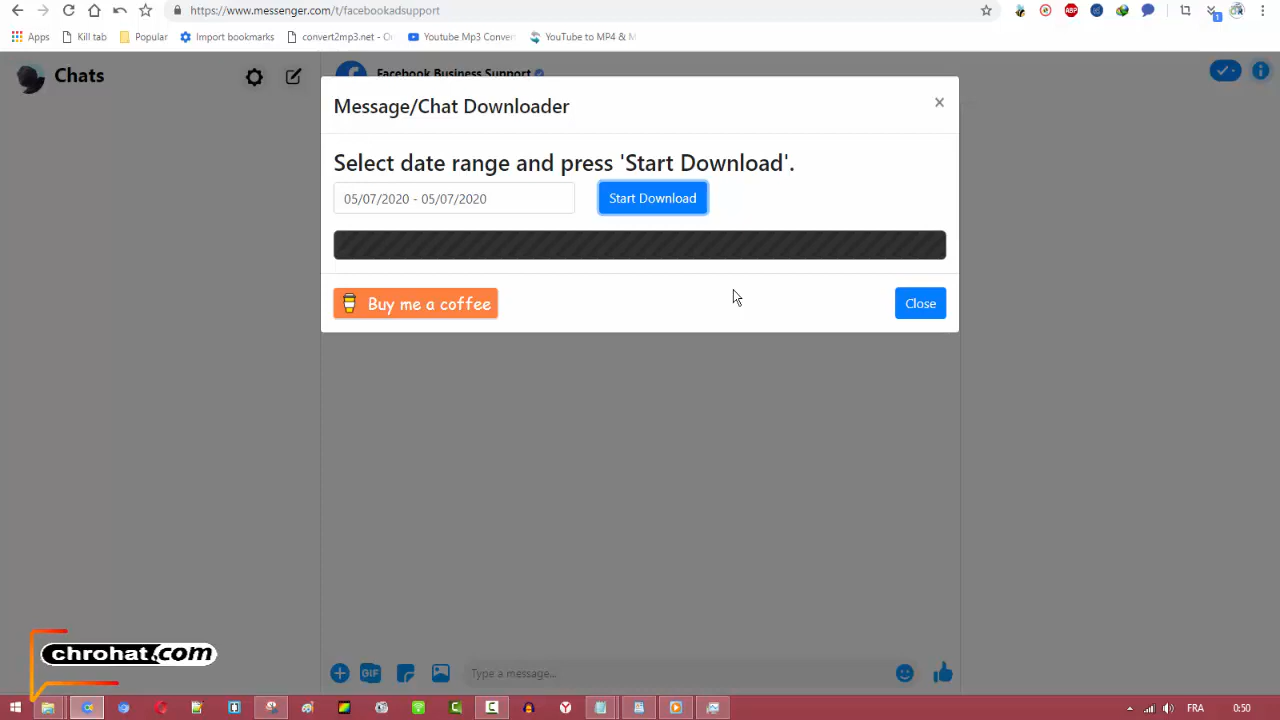 https://www.messenger.com/t/facebookadsupport
Apps Kill tab Popular Import bookmarks convert2mp3.net - Youtube Mp3 YouTube to MP4 &
Chats
Facebook Business Support
Message/Chat Downloader
×
Select date range and press 'Start Download'.
05/07/2020 - 05/07/2020
Start Download
Buy me a coffee
Close
GIF
Type a message...
chrohat.com
FRA
0:50